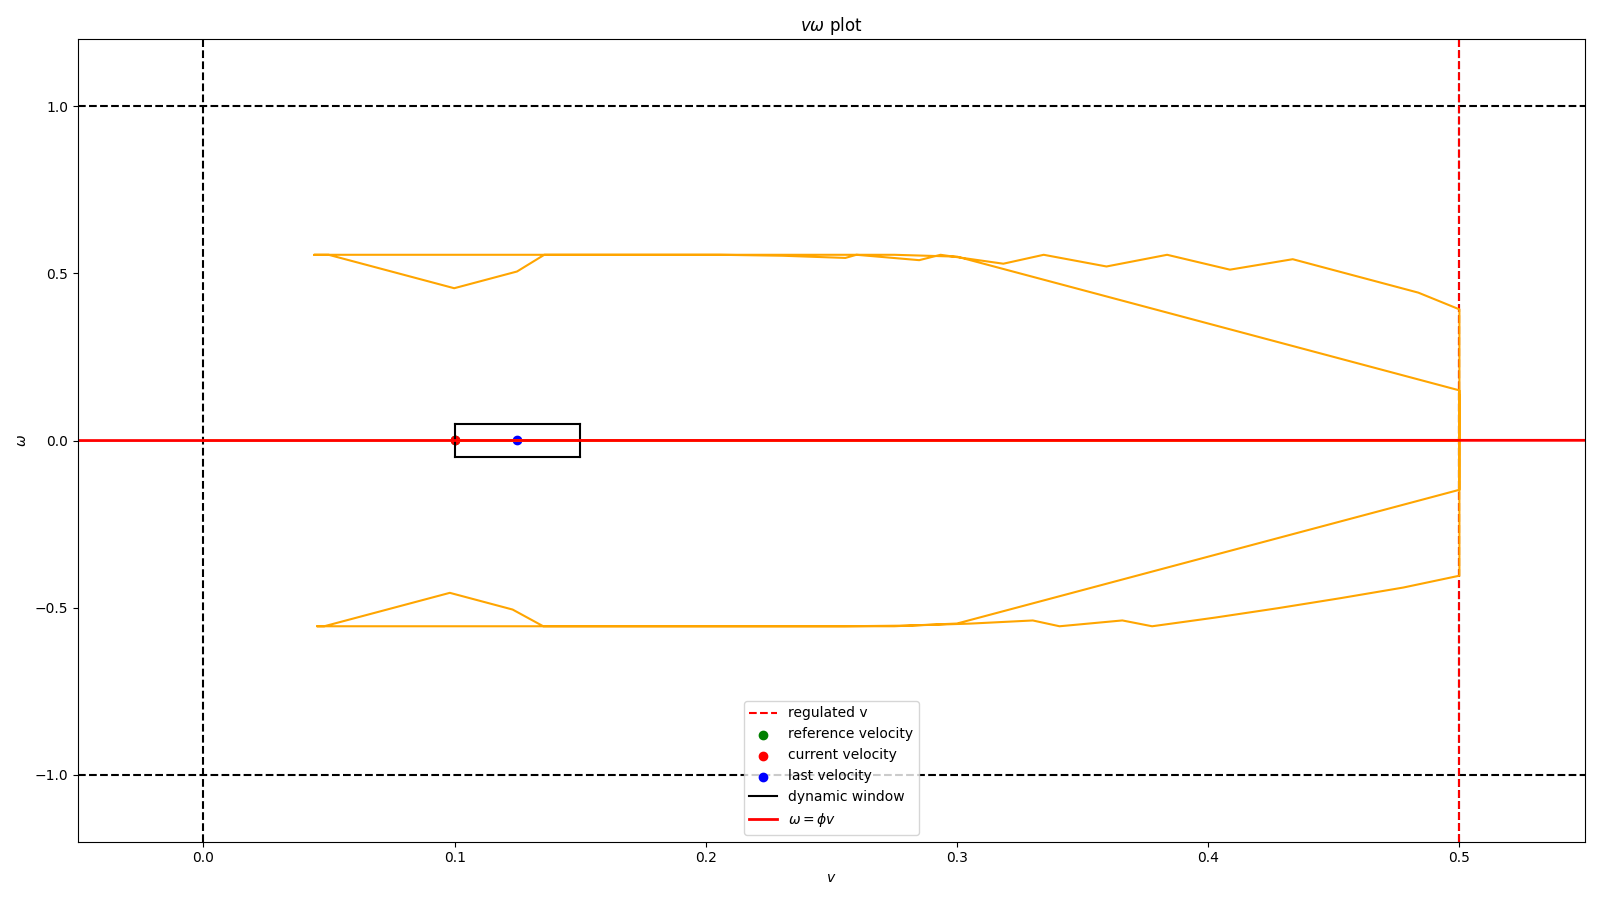 vω plot
1.0
0.5
0.0
−0.5
−1.0
ω
0.0
0.1
0.2
0.3
0.4
0.5
v
regulated v
reference velocity
current velocity
last velocity
dynamic window
ω = ϕv